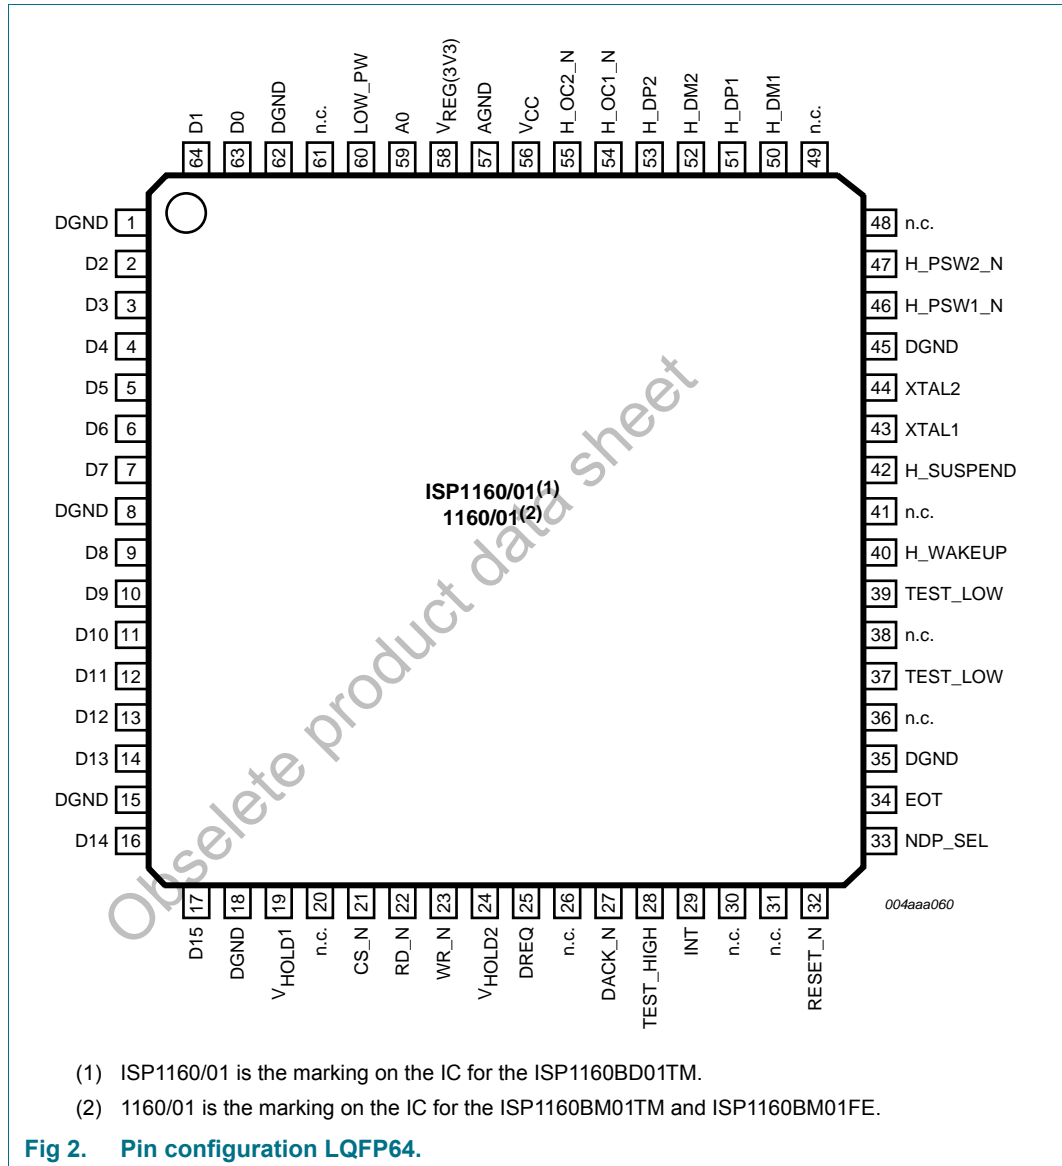 D1
D0
DGND
n.c.
LOW_PW
A0
VREG(3V3)
AGND
VCC
H_OC2_N
H_OC1_N
H_DP2
H_DM2
H_DP1
H_DM1
n.c.
64
63
62
61
60
59
58
57
56
55
54
53
52
51
50
49
DGND 1
D2 2
D3 3
D4 4
D5 5
D6 6
D7 7
DGND 8
D8 9
D9 10
D10 11
D11 12
D12 13
D13 14
DGND 15
D14 16
ISP1160/01(1)
1160/01(2)
Obselete product data sheet
48 n.c.
47 H_PSW2_N
46 H_PSW1_N
45 DGND
44 XTAL2
43 XTAL1
42 H_SUSPEND
41 n.c.
40 H_WAKEUP
39 TEST_LOW
38 n.c.
37 TEST_LOW
36 n.c.
35 DGND
34 EOT
33 NDP_SEL
17
18
19
20
21
22
23
24
25
26
27
28
29
30
31
32
D15
DGND
VHOLD1
n.c.
CS_N
RD_N
WR_N
VHOLD2
DREQ
n.c.
DACK_N
TEST_HIGH
INT
n.c.
n.c.
RESET_N
004aaa060
(1) ISP1160/01 is the marking on the IC for the ISP1160BD01TM.
(2) 1160/01 is the marking on the IC for the ISP1160BM01TM and ISP1160BM01FE.
Fig 2. Pin configuration LQFP64.